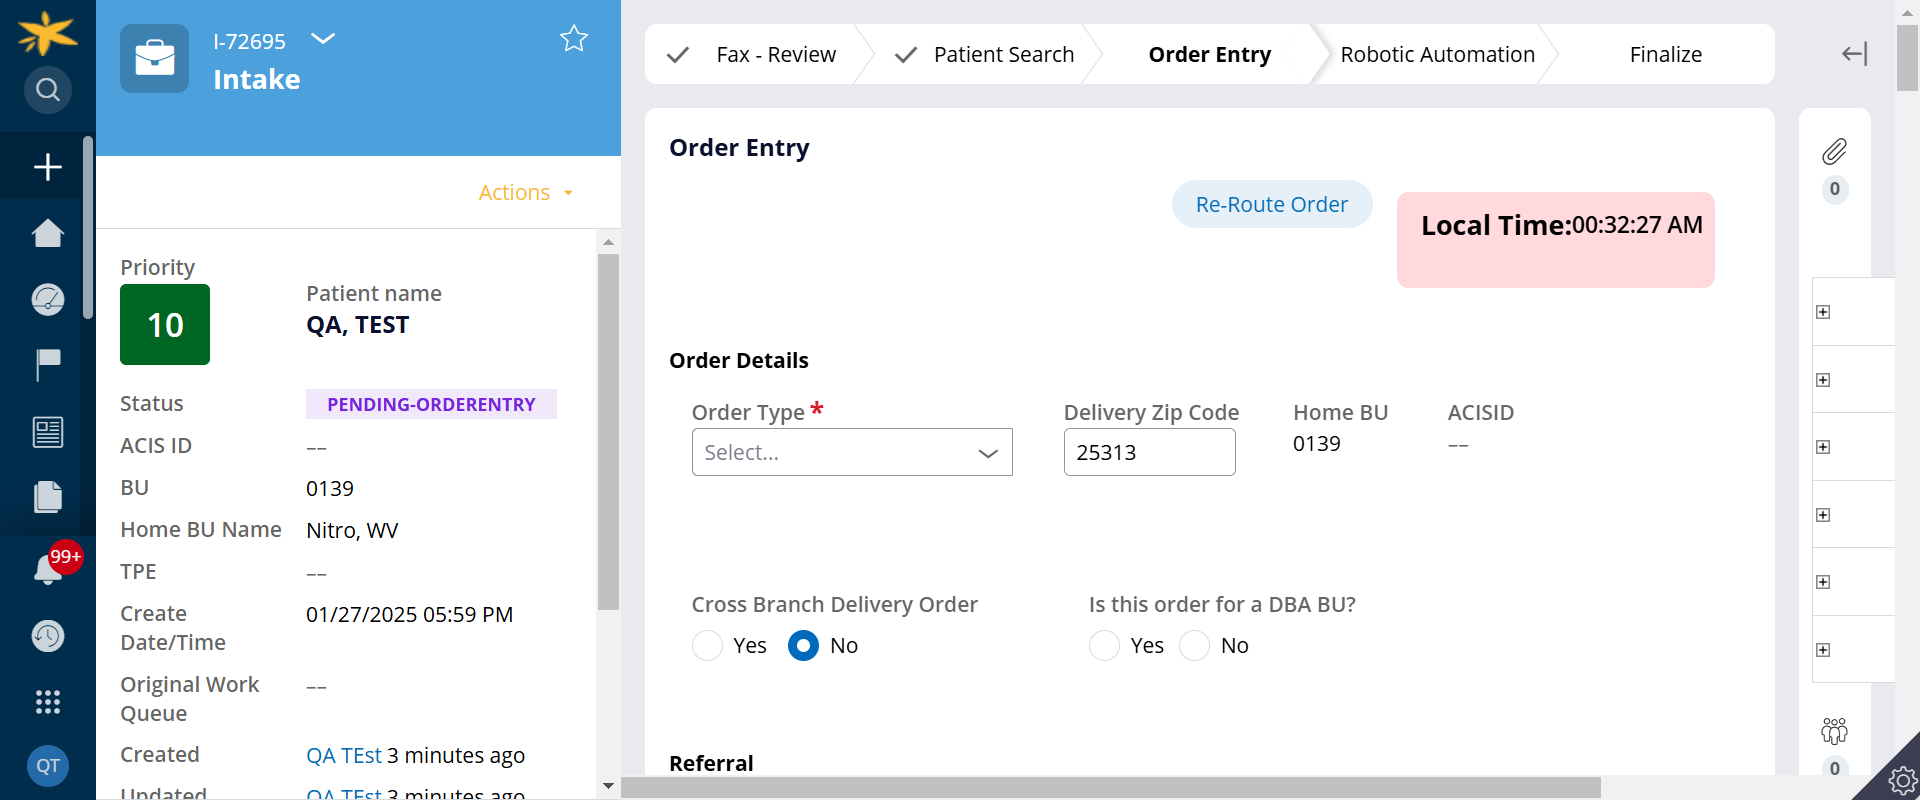 I-72695
Intake
Actions
Priority
10
Patient name
QA, TEST
Status
PENDING-ORDERENTRY
ACIS ID
––
BU
0139
Home BU Name
Nitro, WV
TPE
––
Create
Date/Time
01/27/2025 05:59 PM
Original Work
Queue
––
Created
QA TEst 3 minutes ago
Updated
QA TEst 3 minutes ago
99+
QT
Fax - Review
Patient Search
Order Entry
Robotic Automation
Finalize
Order Entry
Re-Route Order
Local Time:00:32:27 AM
Order Details
Order Type *
Select...
Delivery Zip Code
25313
Home BU
0139
ACISID
––
Cross Branch Delivery Order
Yes No
Is this order for a DBA BU?
Yes No
Referral
0
0